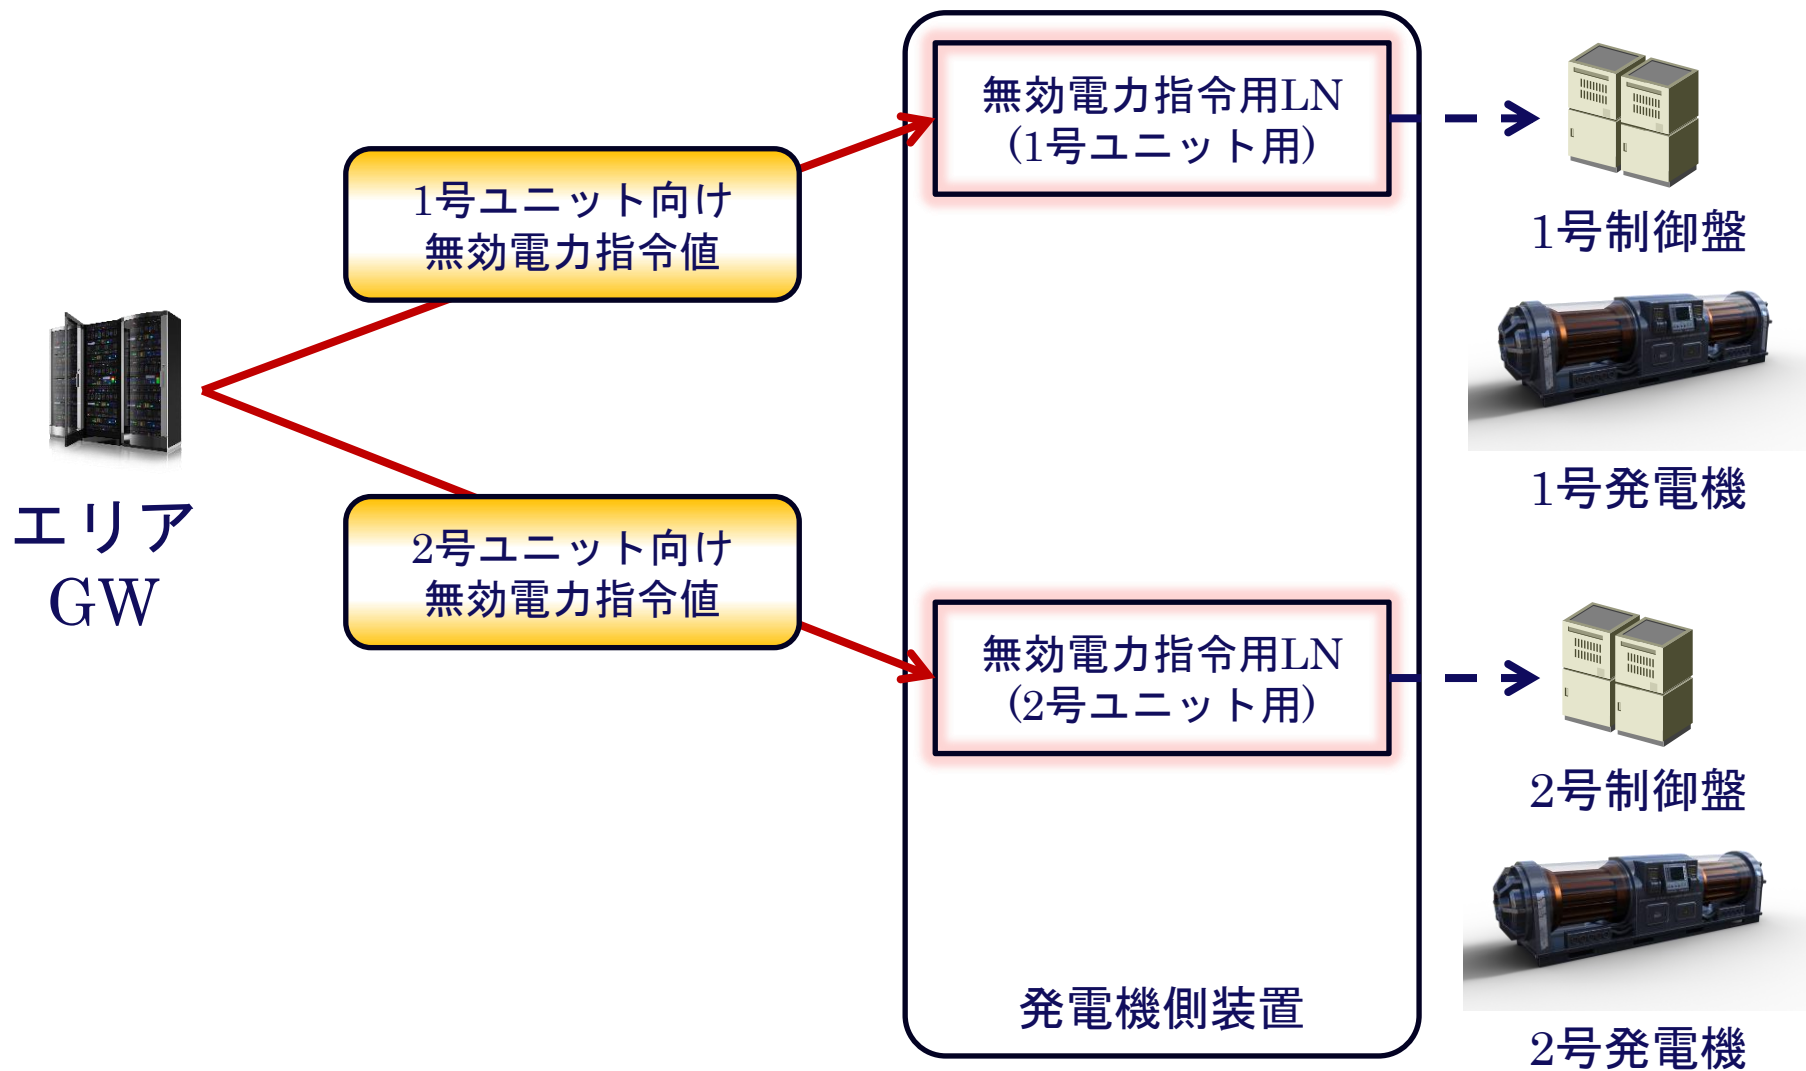 無効電力指令用LN
(1号ユニット用)
1号ユニット向け
無効電力指令値
1号制御盤
1号発電機
エリア
GW
2号ユニット向け
無効電力指令値
無効電力指令用LN
(2号ユニット用)
2号制御盤
発電機側装置
2号発電機